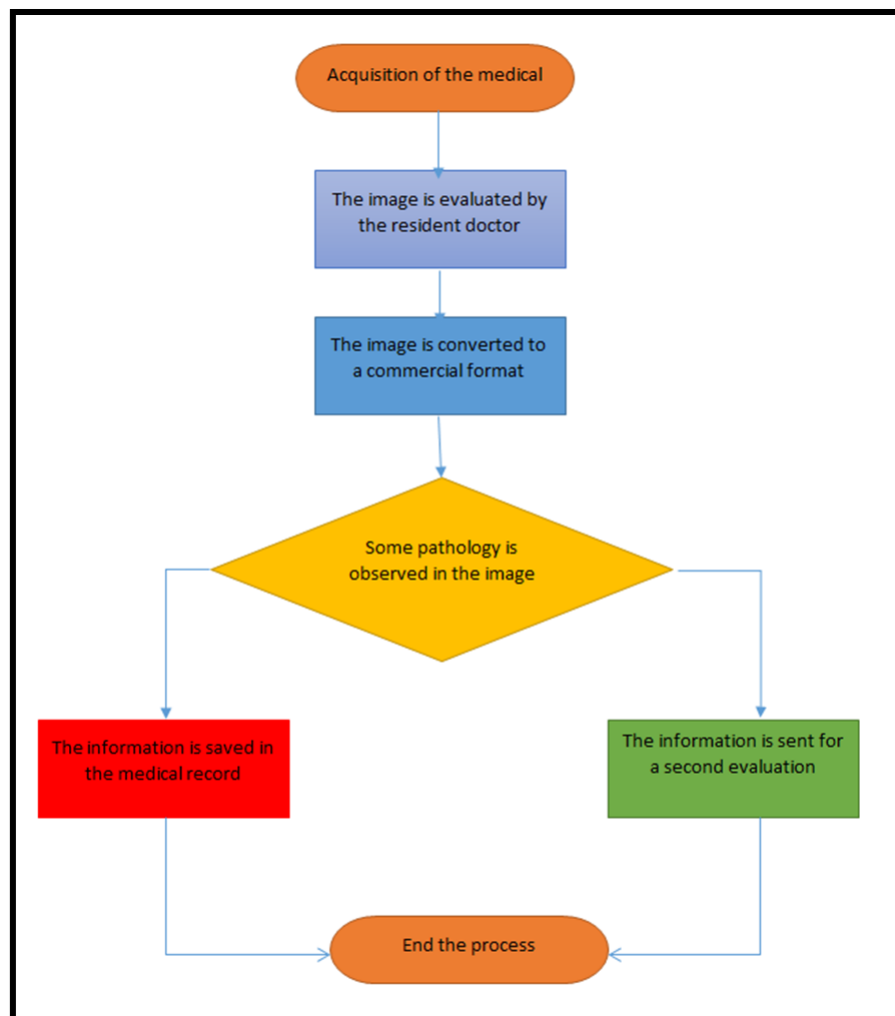 Acquisition of the medical
The image is evaluated by
the resident doctor
The image is converted to
a commercial format
Some pathology is
observed in the image
The information is saved in
the medical record
The information is sent for
a second evaluation
End the process